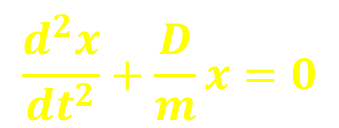 d²x/dt² + D/m x = 0